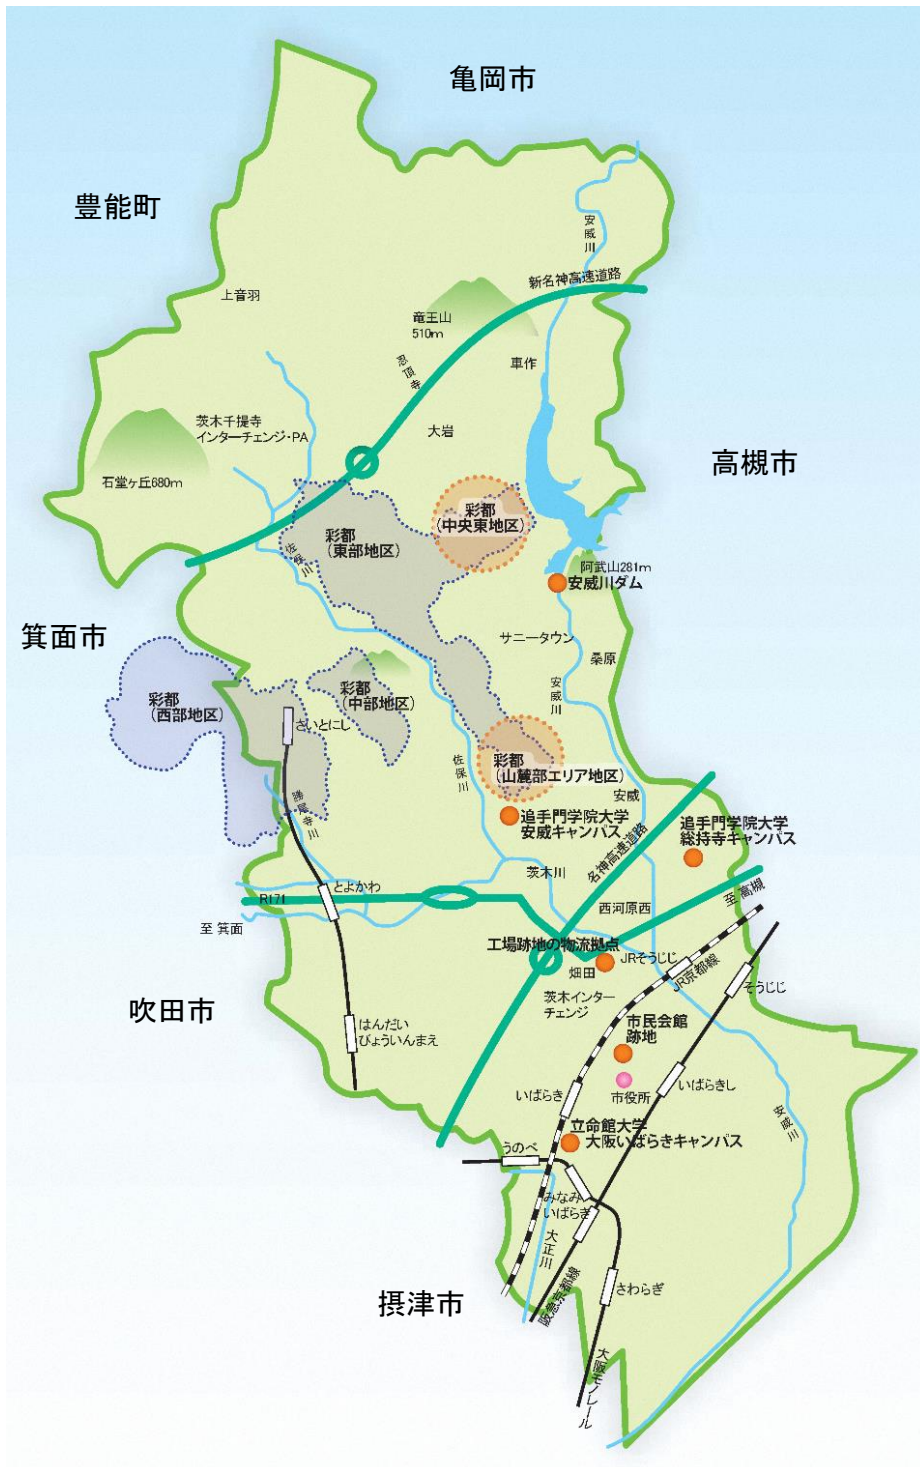 亀岡市
豊能町
安威川
新名神高速道路
上音羽
竜王山
510m
忍頂寺
車作
茨木千提寺
インターチェンジ・PA
大岩
高槻市
石堂ヶ丘680m
彩都
(中央東地区)
彩都
(東部地区)
佐保川
阿武山281m
安威川ダム
箕面市
サニータウン
桑原
彩都
(西部地区)
彩都
(中部地区)
安威川
さいとにし
佐保川
彩都
(山麓部エリア地区)
勝尾寺川
安威
追手門学院大学
安威キャンパス
追手門学院大学
総持寺キャンパス
名神高速道路
茨木川
とよかわ
R171
至 高槻
西河原西
至 箕面
工場跡地の物流拠点
JRそうじじ
畑田
JR京都線
そうじじ
茨木インター
チェンジ
吹田市
はんだい
びょういんまえ
市民会館
跡地
いばらき
市役所
いばらきし
安威川
立命館大学
大阪いばらきキャンパス
うのべ
みなみ
いばらき
大正川
摂津市
阪急京都線
さわらぎ
大阪モノレール